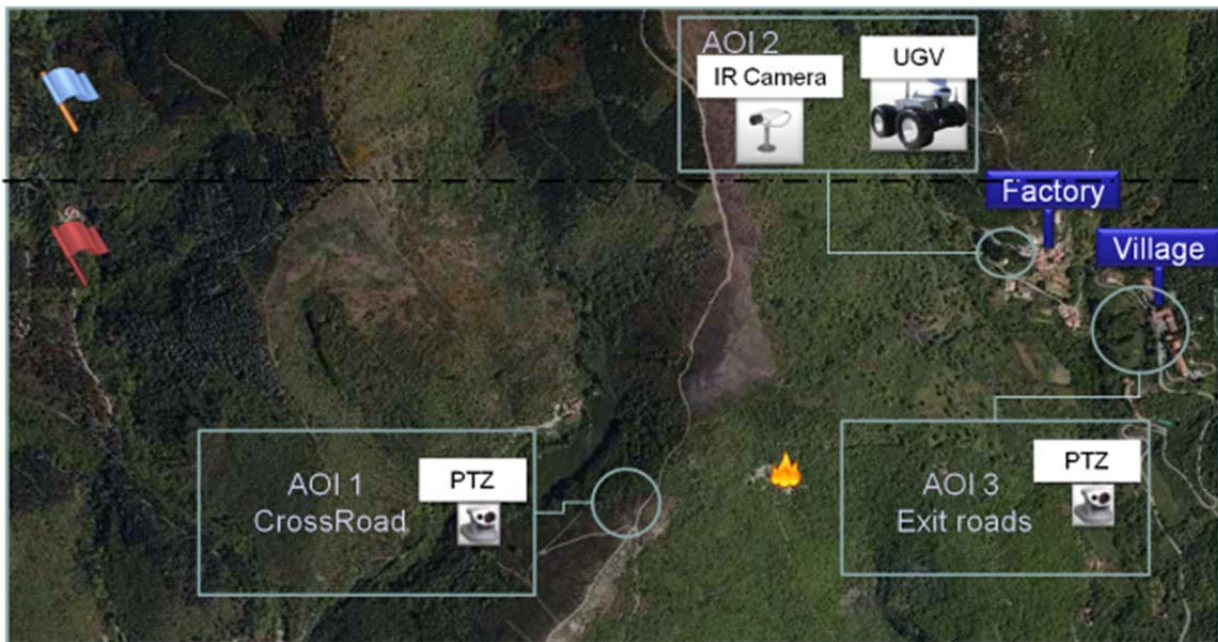 AOI 2
IR Camera
UGV
Factory
Village
AOI 1
CrossRoad
PTZ
AOI 3
Exit roads
PTZ